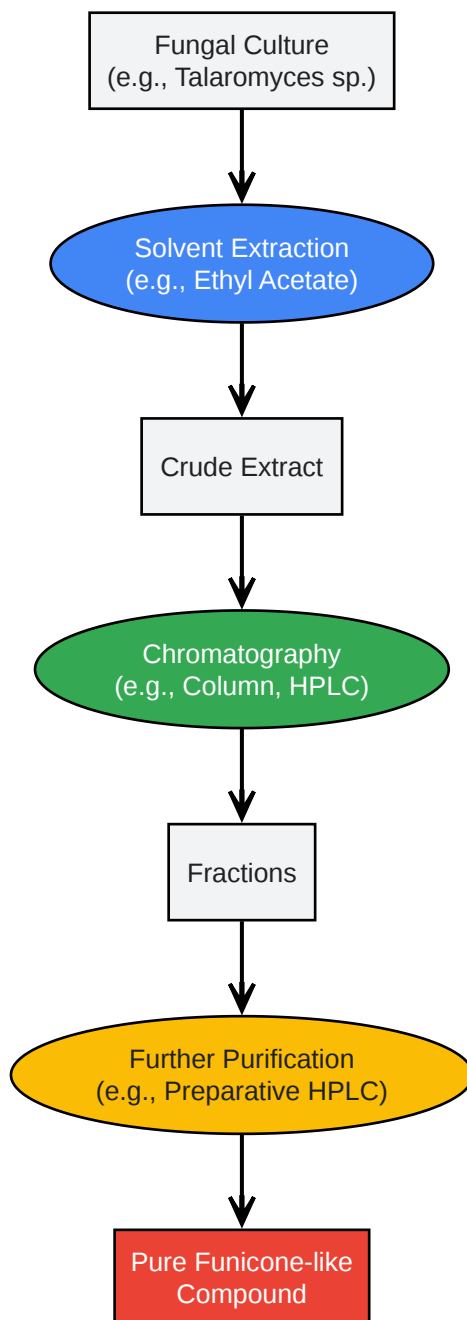 Fungal Culture
(e.g., Talaromyces sp.)
Solvent Extraction
(e.g., Ethyl Acetate)
Crude Extract
Chromatography
(e.g., Column, HPLC)
Fractions
Further Purification
(e.g., Preparative HPLC)
Pure Funicone-like
Compound